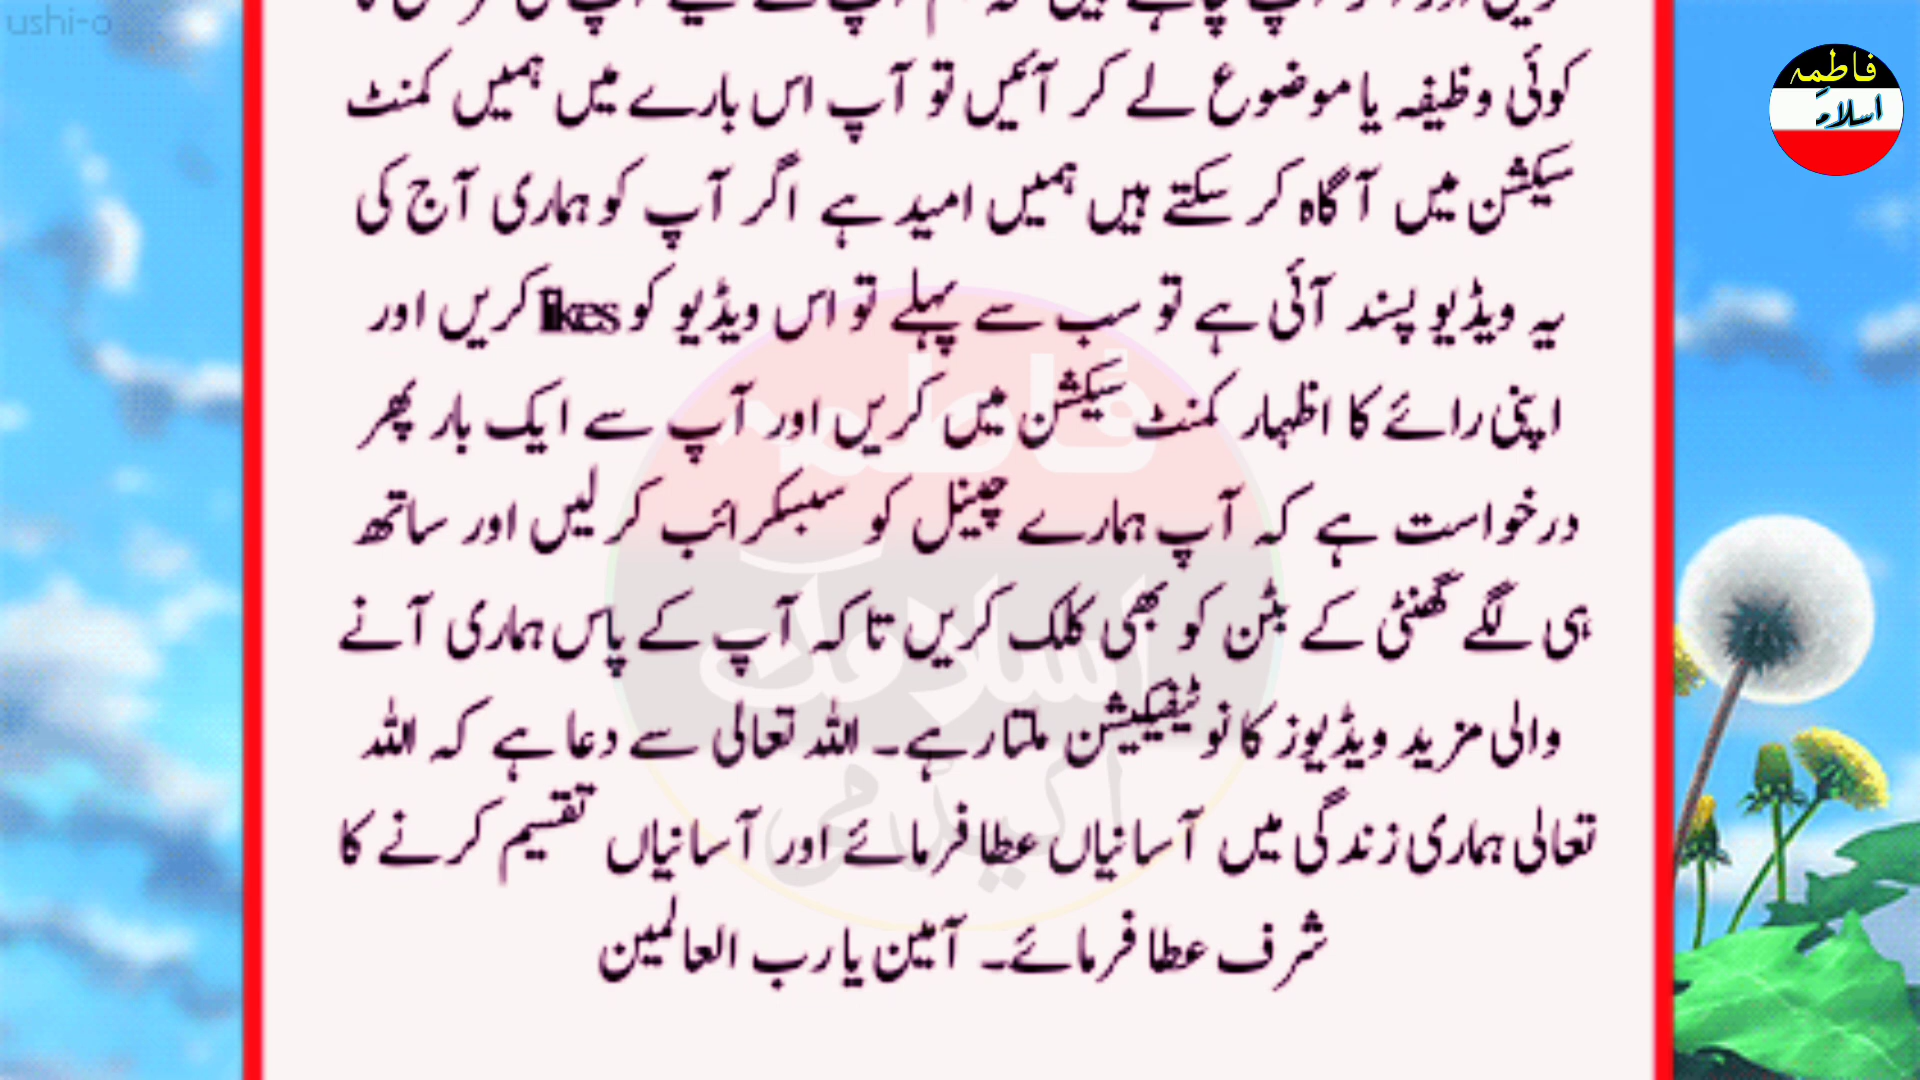 ushi-o
فاطمہ
اسلامک
کوئی وظیفہ یا موضوع لے کر آئیں تو آپ اس بارے میں ہمیں کمنٹ
سیکشن میں آگاہ کر سکتے ہیں ہمیں امید ہے اگر آپ کو ہماری آج کی
یہ ویڈیو پسند آئی ہے تو سب سے پہلے تو اس ویڈیو کو likes کریں اور
اپنی رائے کا اظہار کمنٹ سیکشن میں کریں اور آپ سے ایک بار پھر
درخواست ہے کہ آپ ہمارے چینل کو سبسکرائب کر لیں اور ساتھ
ہی لگے گھنٹی کے بٹن کو بھی کلک کریں تاکہ آپ کے پاس ہماری آنے
والی مزید ویڈیوز کا نوٹیفیکیشن ملتا رہے۔ اللہ تعالی سے دعا ہے کہ اللہ
تعالی ہماری زندگی میں آسانیاں عطا فرمائے اور آسانیاں تقسیم کرنے کا
شرف عطا فرمائے۔ آمین یا رب العالمین
فاطمہ
اسلامک
اکیڈمی